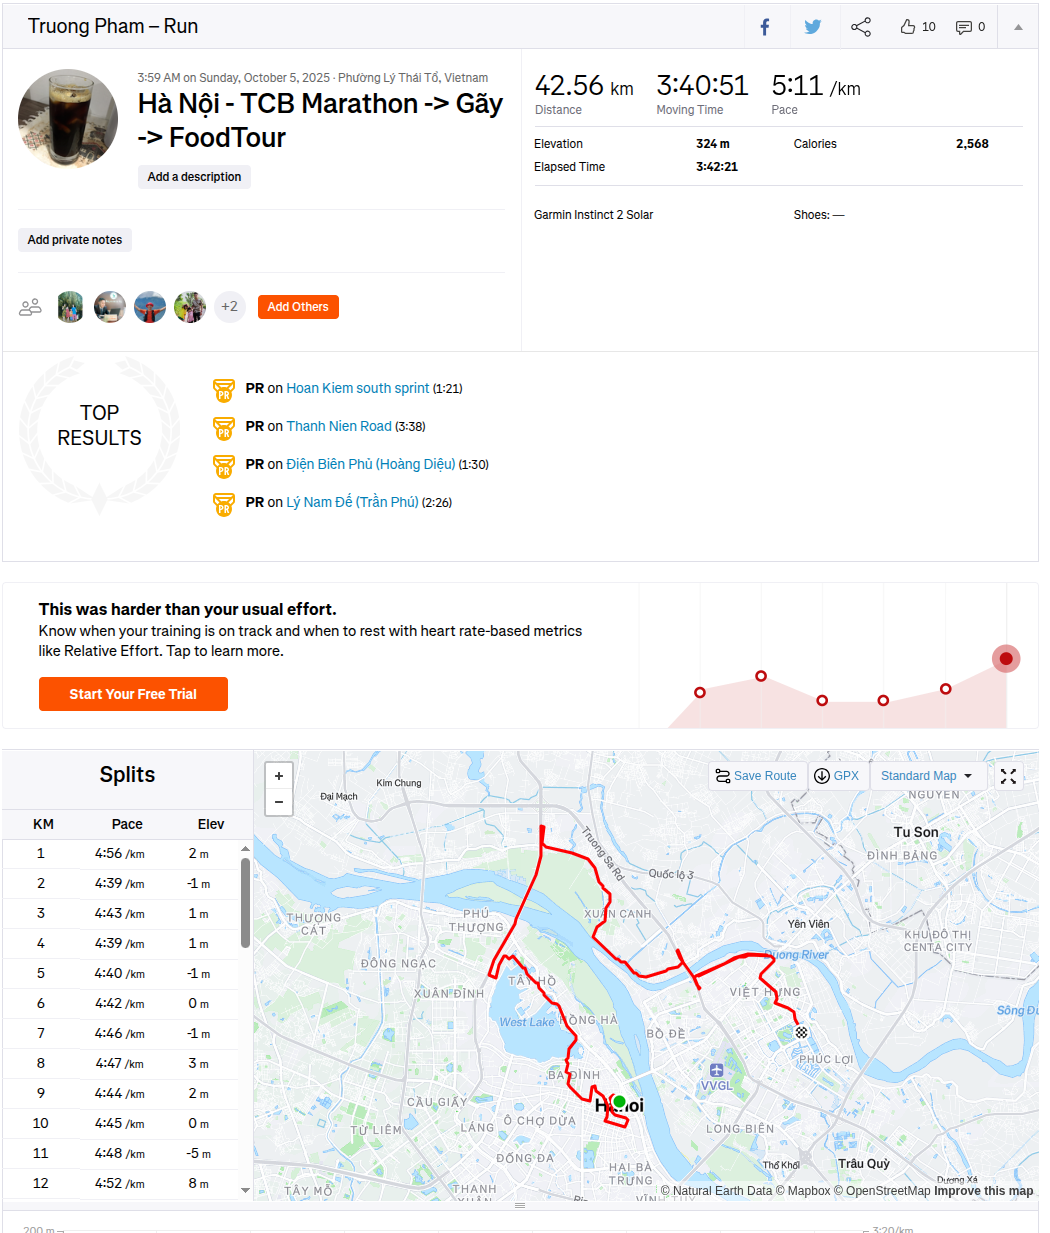 Truong Pham – Run
10
0
3:59 AM on Sunday, October 5, 2025 · Phường Lý Thái Tổ, Vietnam
Hà Nội - TCB Marathon -> Gãy
-> FoodTour
Add a description
Add private notes
+2
Add Others
42.56 km
3:40:51
5:11 /km
Distance
Moving Time
Pace
Elevation
324 m
Calories
2,568
Elapsed Time
3:42:21
Garmin Instinct 2 Solar
Shoes: —
TOP
RESULTS
PR on Hoan Kiem south sprint (1:21)
PR on Thanh Nien Road (3:38)
PR on Điện Biên Phủ (Hoàng Diệu) (1:30)
PR on Lý Nam Đế (Trần Phú) (2:26)
This was harder than your usual effort.
Know when your training is on track and when to rest with heart rate-based metrics
like Relative Effort. Tap to learn more.
Start Your Free Trial
Splits
KM Pace Elev
1 4:56 /km 2 m
2 4:39 /km -1 m
3 4:43 /km 1 m
4 4:39 /km 1 m
5 4:40 /km -1 m
6 4:42 /km 0 m
7 4:46 /km -1 m
8 4:47 /km 3 m
9 4:44 /km 2 m
10 4:45 /km 0 m
11 4:48 /km -5 m
12 4:52 /km 8 m
+
−
Save Route
GPX
Standard Map
Kim Chung
Đại Mạch
NGUYÊN
Tu Son
ĐÌNH BẢNG
Truong Sa Rd
Quốc lộ 3
THƯỢNG
CÁT
PHÚ
THƯỢNG
XUÂN CANH
Yên Viên
KHU ĐÔ THỊ
CENTA CITY
ĐÔNG NGẠC
Duong River
XUÂN ĐỈNH
TÂY HỒ
VIỆT HƯNG
Sông Đu
West Lake
HỒNG HÀ
BỒ ĐỀ
PHÚC LỢI
BA ĐÌNH
VVGL
CẦU GIẤY
Hanoi
LÁNG
Ô CHỢ DỪA
TỪ LIÊM
LONG BIÊN
ĐỐNG ĐA
HAI BÀ
TRƯNG
Thổ Khối
Trâu Quỳ
Dương Xá
TÂY MỖ
THANH
XUÂN
VĨNH TUY
© Natural Earth Data © Mapbox © OpenStreetMap Improve this map
200 m
3:20/km